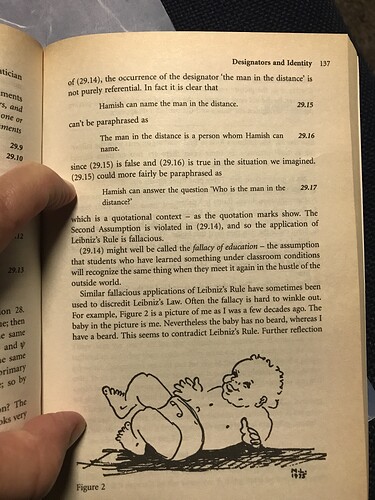 tician
ments
rs, and
one or
ements
29.9
29.10
.12
29.13
ion 28.
ne; then
he same
and ψ
he same
primary
e; so by
on? The
oks very
Designators and Identity 137
of (29.14), the occurrence of the designator 'the man in the distance' is
not purely referential. In fact it is clear that
Hamish can name the man in the distance. 29.15
can't be paraphrased as
The man in the distance is a person whom Hamish can 29.16
name.
since (29.15) is false and (29.16) is true in the situation we imagined.
(29.15) could more fairly be paraphrased as
Hamish can answer the question 'Who is the man in the 29.17
distance?'
which is a quotational context – as the quotation marks show. The
Second Assumption is violated in (29.14), and so the application of
Leibniz's Rule is fallacious.
(29.14) might well be called the fallacy of education – the assumption
that students who have learned something under classroom conditions
will recognize the same thing when they meet it again in the hustle of the
outside world.
Similar fallacious applications of Leibniz's Rule have sometimes been
used to discredit Leibniz's Law. Often the fallacy is hard to winkle out.
For example, Figure 2 is a picture of me as I was a few decades ago. The
baby in the picture is me. Nevertheless the baby has no beard, whereas I
have a beard. This seems to contradict Leibniz's Rule. Further reflection
Figure 2